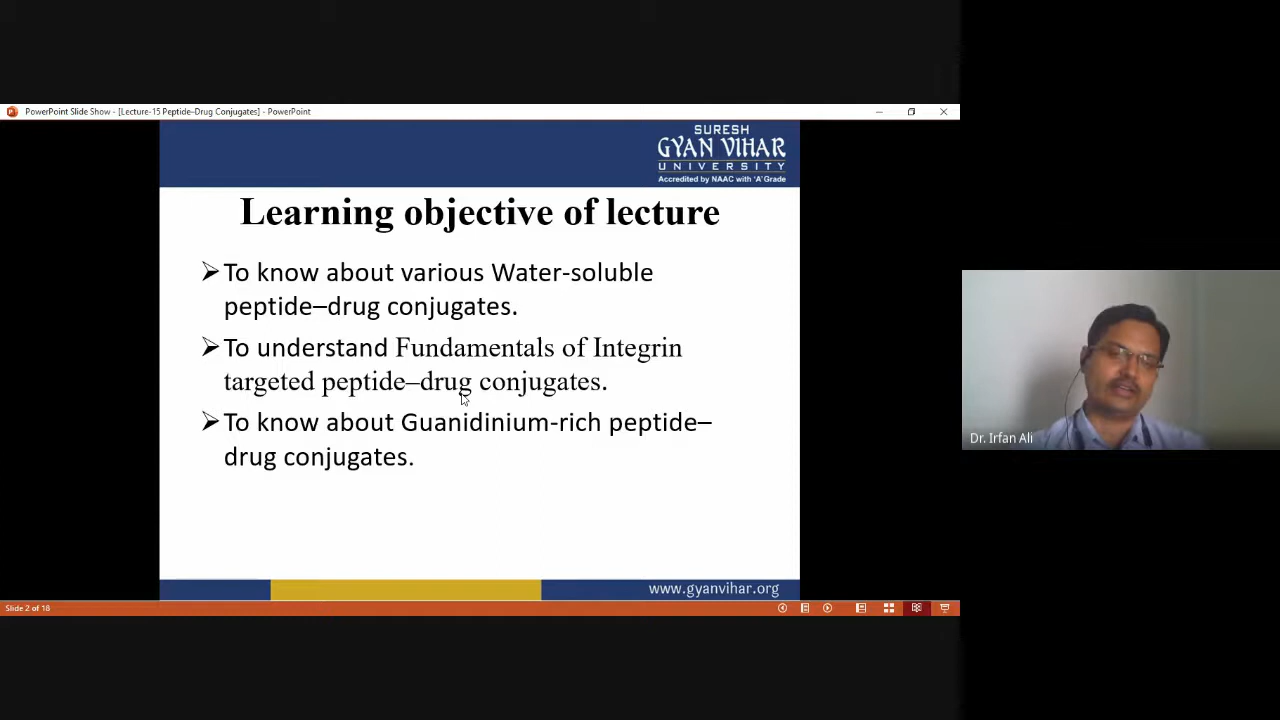 PowerPoint Slide Show - [Lecture-15 Peptide–Drug Conjugates] - PowerPoint
SURESH
GYAN VIHAR
UNIVERSITY
Accredited by NAAC with 'A' Grade
Learning objective of lecture
➢To know about various Water-soluble
peptide–drug conjugates.
➢To understand Fundamentals of Integrin
targeted peptide–drug conjugates.
➢To know about Guanidinium-rich peptide–
drug conjugates.
www.gyanvihar.org
Slide 2 of 18
Dr. Irfan Ali